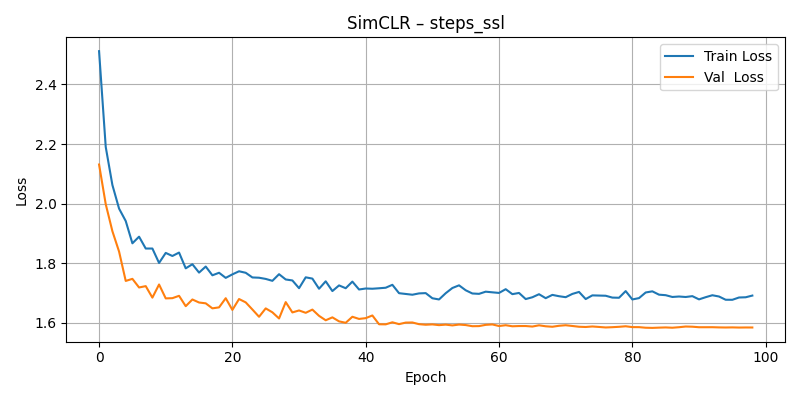 SimCLR – steps_ssl
Train Loss
Val  Loss
Loss
2.4
2.2
2.0
1.8
1.6
0 20 40 60 80 100
Epoch